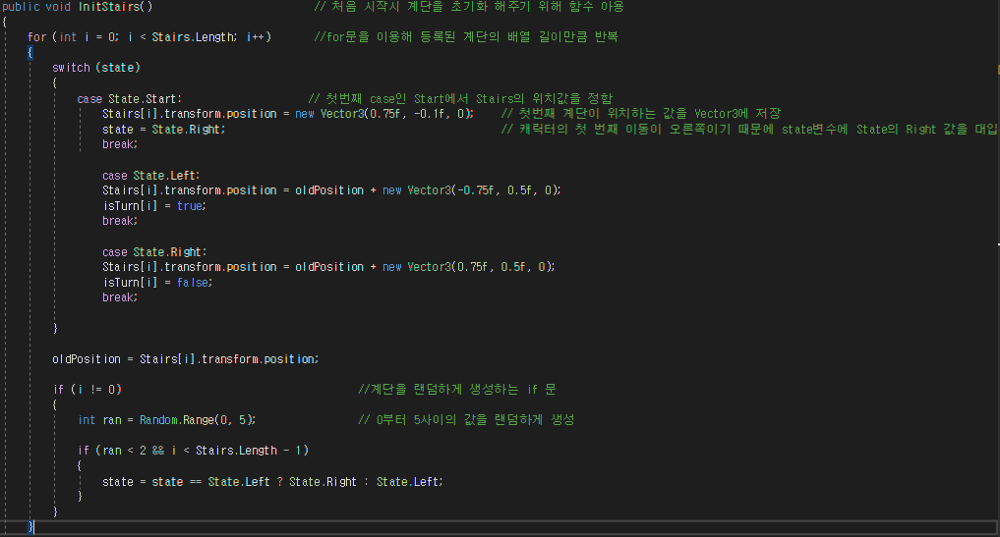 public void InitStairs() // 처음 시작시 계단을 초기화 해주기 위해 함수 아용
{
for (int i = 0; i < Stairs.Length; i++) //for문을 이용해 등록된 계단의 배열 길이만큼 반복
{
switch (state)
{
case State.Start: // 첫번째 case인 Start에서 Stairs의 위치값을 정함
Stairs[i].transform.position = new Vector3(0.75f, -0.1f, 0); // 첫번째 계단이 위치하는 값을 Vector3에 저장
state = State.Right; // 캐릭터의 첫 번째 이동이 오른쪽이기 때문에 state변수에 State의 Right 값을 대입
break;
case State.Left:
Stairs[i].transform.position = oldPosition + new Vector3(-0.75f, 0.5f, 0);
isTurn[i] = true;
break;
case State.Right:
Stairs[i].transform.position = oldPosition + new Vector3(0.75f, 0.5f, 0);
isTurn[i] = false;
break;
}
oldPosition = Stairs[i].transform.position;
if (i != 0) //계단을 랜덤하게 생성하는 if 문
{
int ran = Random.Range(0, 5); // 0부터 5사이의 값을 랜덤하게 생성
if (ran < 2 && i < Stairs.Length - 1)
{
state = state == State.Left ? State.Right : State.Left;
}
}
}